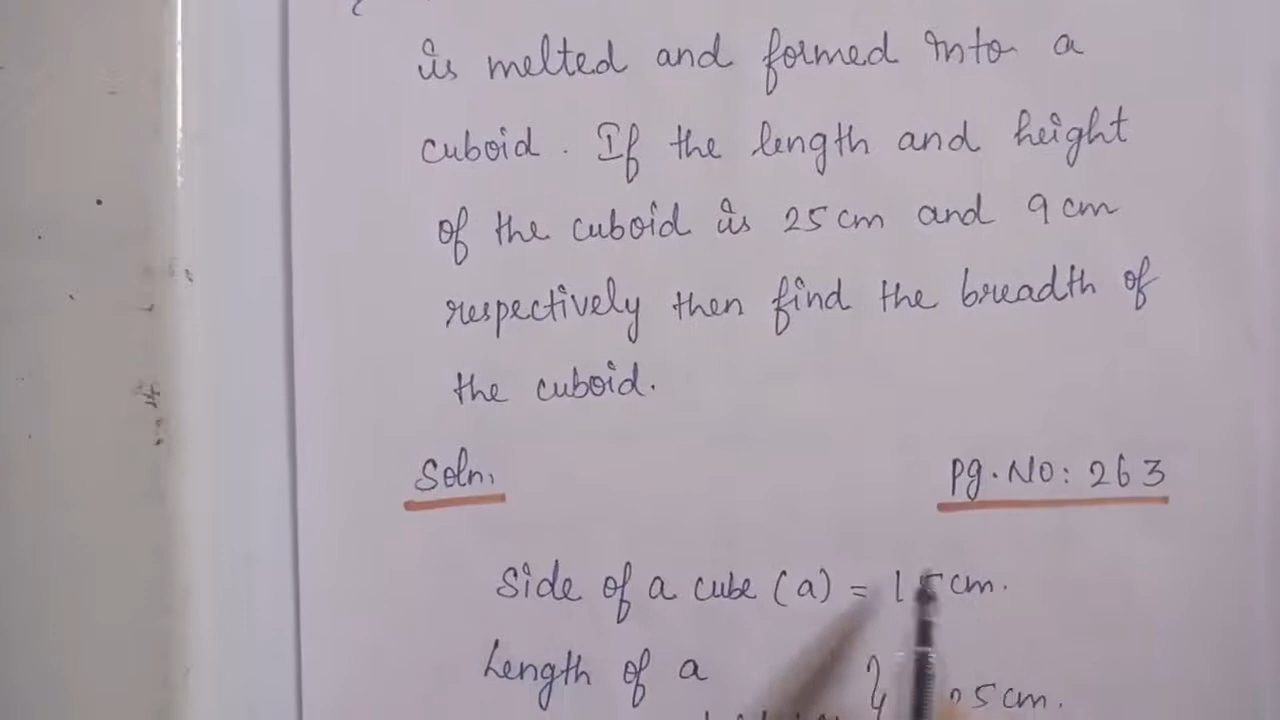 is melted and formed into a
cuboid. If the length and height
of the cuboid is 25 cm and 9 cm
respectively then find the breadth of
the cuboid.
Soln.
Pg. No: 263
Side of a cube (a) = 15 cm.
Length of a
5 cm.